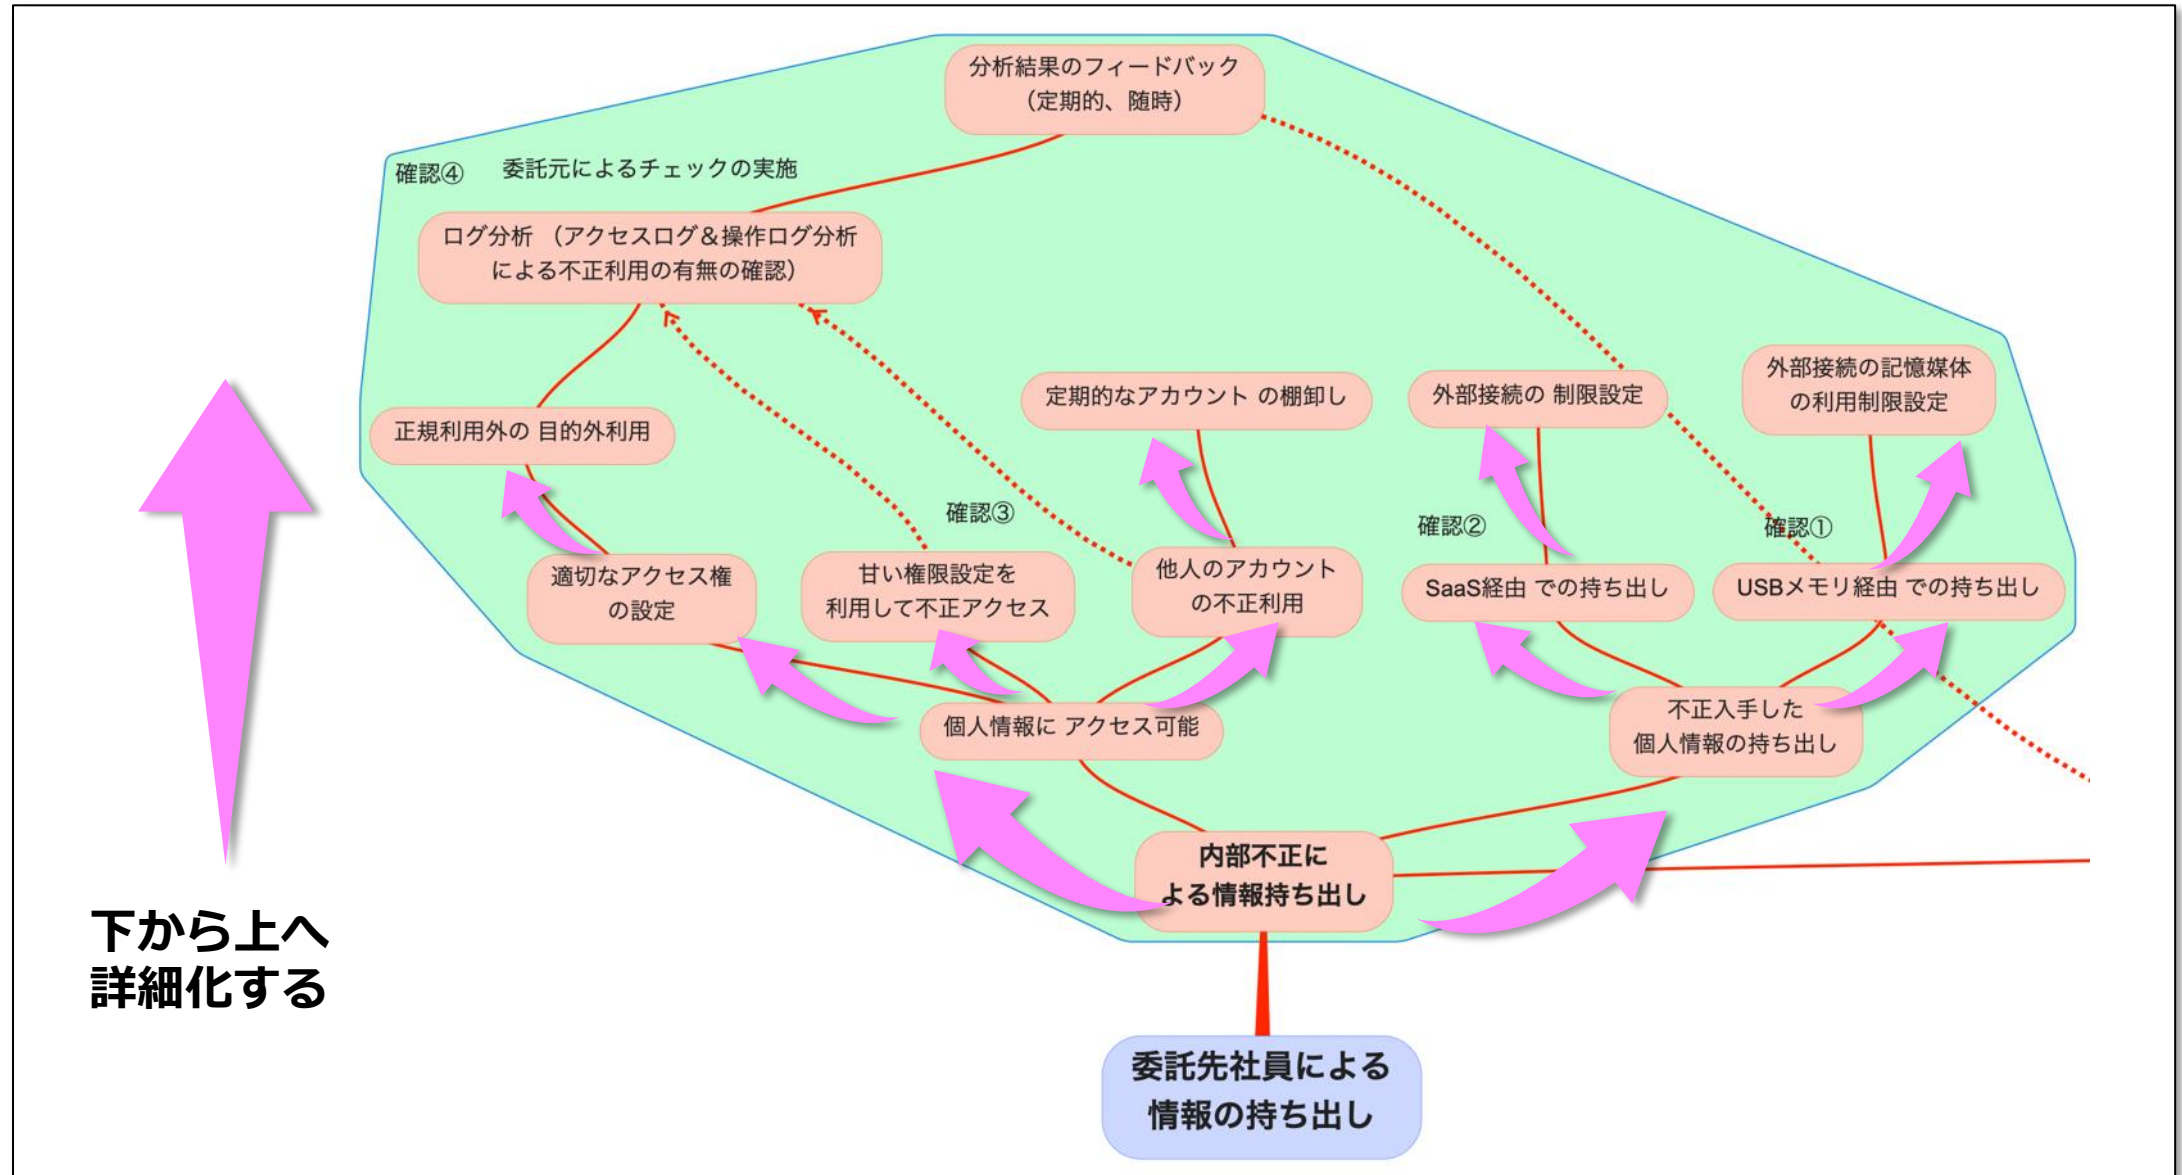 分析結果のフィードバック
（定期的、随時）
確認④ 委託元によるチェックの実施
ログ分析 （アクセスログ＆操作ログ分析
による不正利用の有無の確認）
正規利用外の 目的外利用
定期的なアカウント の棚卸し
外部接続の 制限設定
外部接続の記憶媒体
の利用制限設定
確認③
確認②
確認①
適切なアクセス権
の設定
甘い権限設定を
利用して不正アクセス
他人のアカウント
の不正利用
SaaS経由 での持ち出し
USBメモリ経由 での持ち出し
個人情報に アクセス可能
不正入手した
個人情報の持ち出し
内部不正に
よる情報持ち出し
下から上へ
詳細化する
委託先社員による
情報の持ち出し